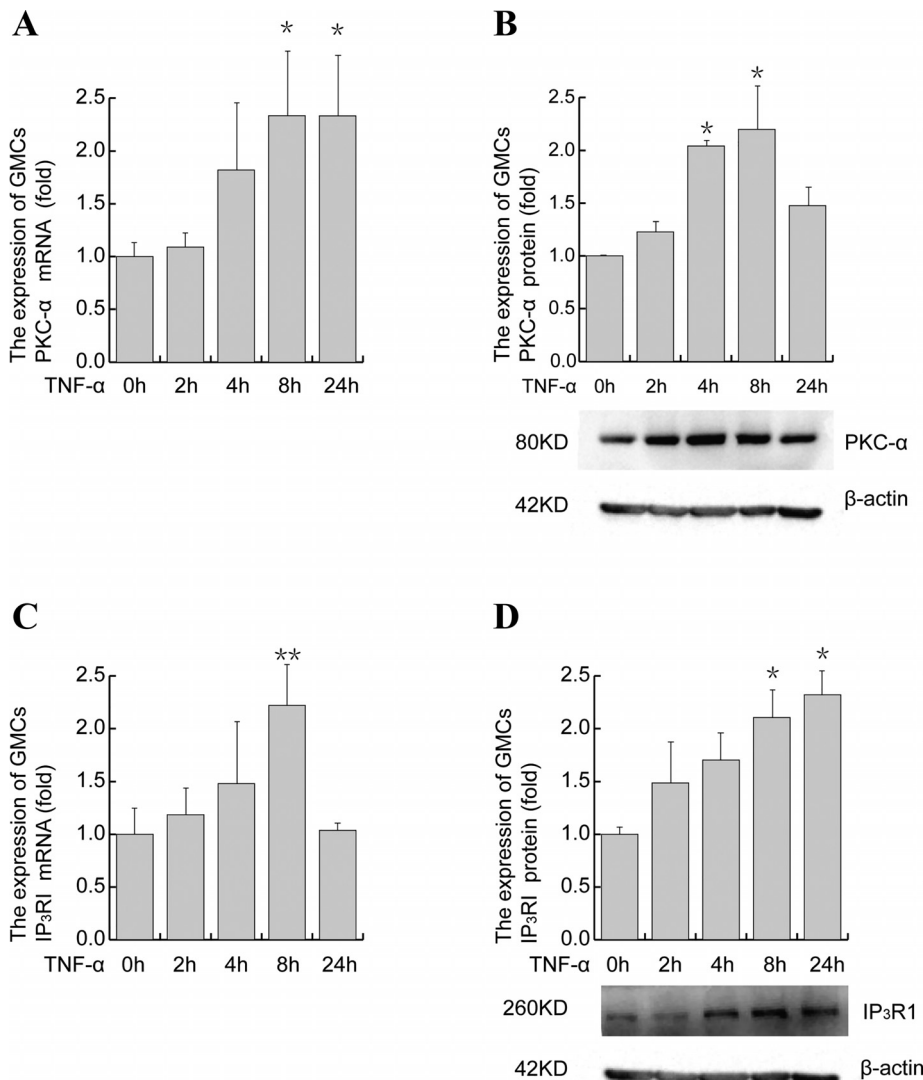 A
The expression of GMCs
PKC-α mRNA (fold)
* *
2.5
2.0
1.5
1.0
0.5
0.0
TNF-α 0h 2h 4h 8h 24h
B
The expression of GMCs
PKC-α protein (fold)
*
*
2.5
2.0
1.5
1.0
0.5
0.0
TNF-α 0h 2h 4h 8h 24h
80KD PKC-α
42KD β-actin
C
The expression of GMCs
IP₃RI mRNA (fold)
**
2.5
2.0
1.5
1.0
0.5
0.0
TNF-α 0h 2h 4h 8h 24h
D
The expression of GMCs
IP₃RI protein (fold)
*
*
2.5
2.0
1.5
1.0
0.5
0.0
TNF-α 0h 2h 4h 8h 24h
260KD IP₃R1
42KD β-actin